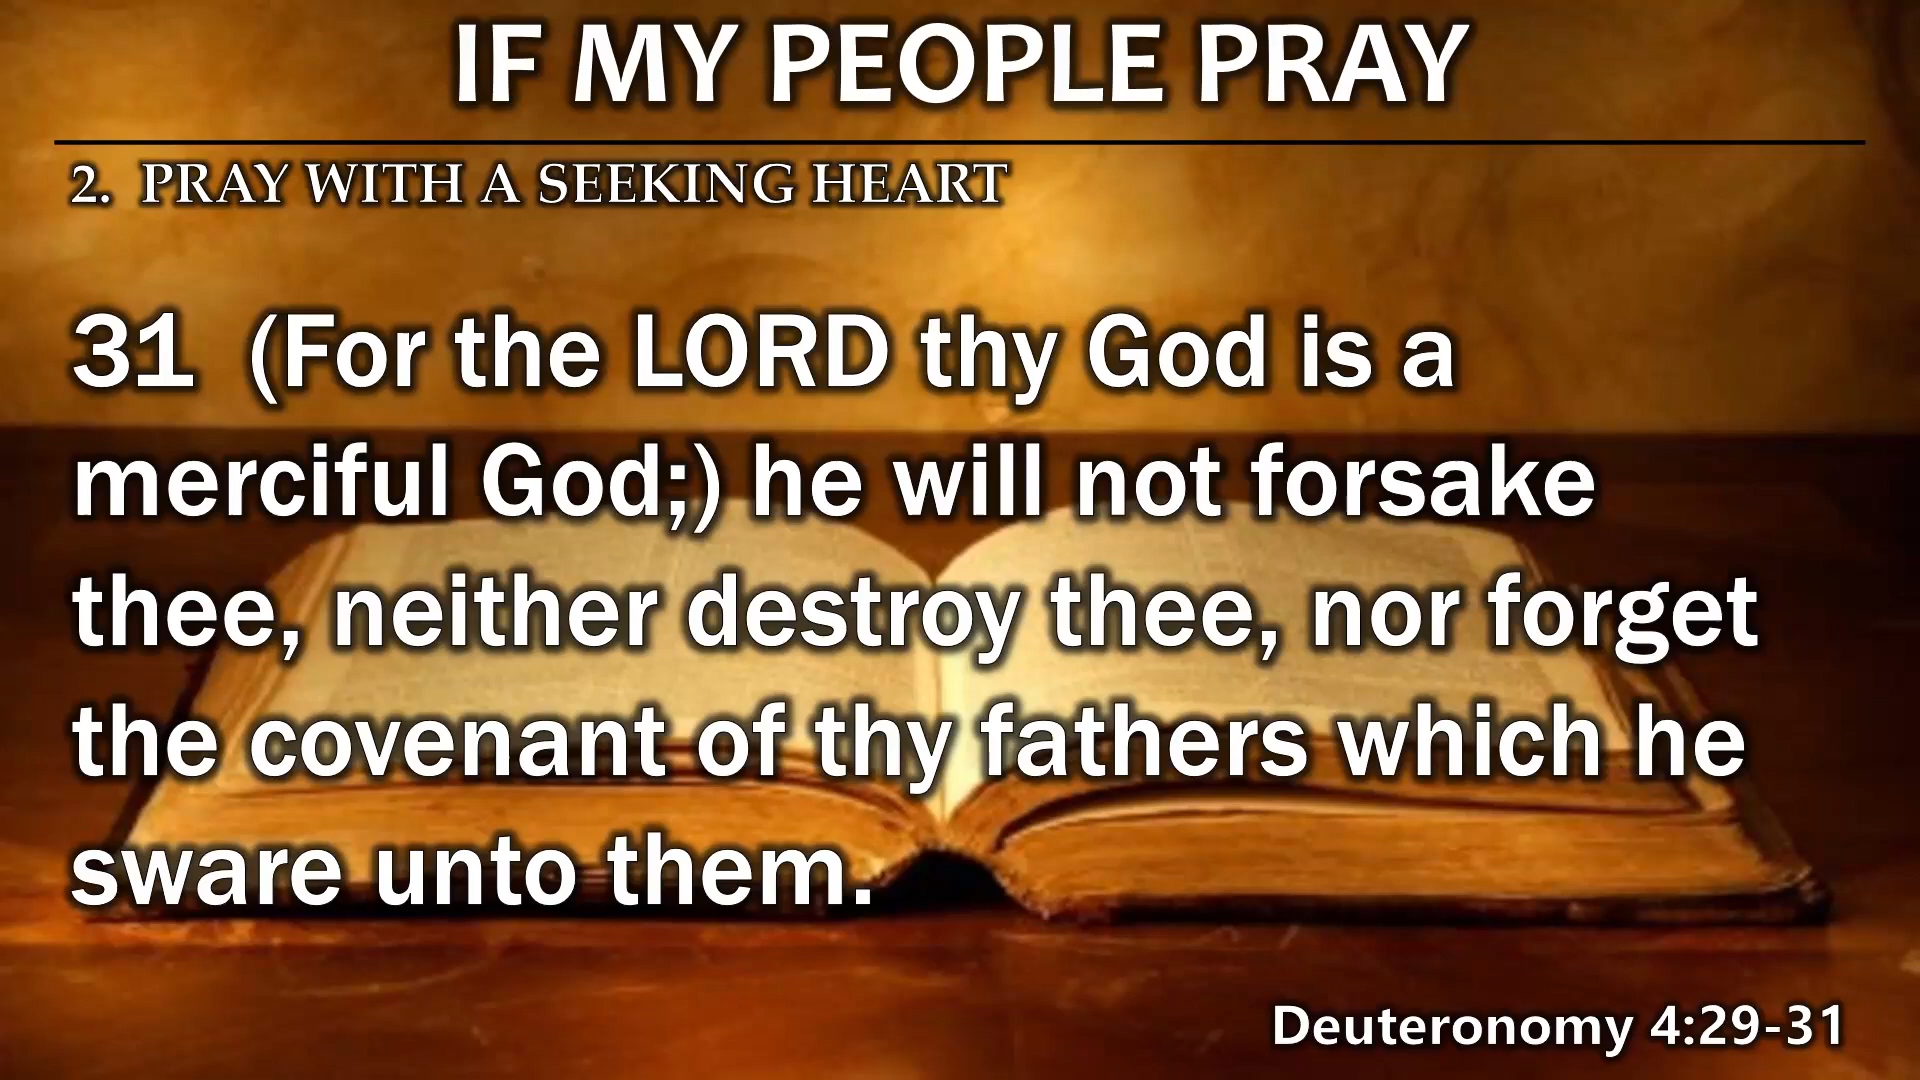 IF MY PEOPLE PRAY
2. PRAY WITH A SEEKING HEART
31 (For the LORD thy God is a
merciful God;) he will not forsake
thee, neither destroy thee, nor forget
the covenant of thy fathers which he
sware unto them.
Deuteronomy 4:29-31